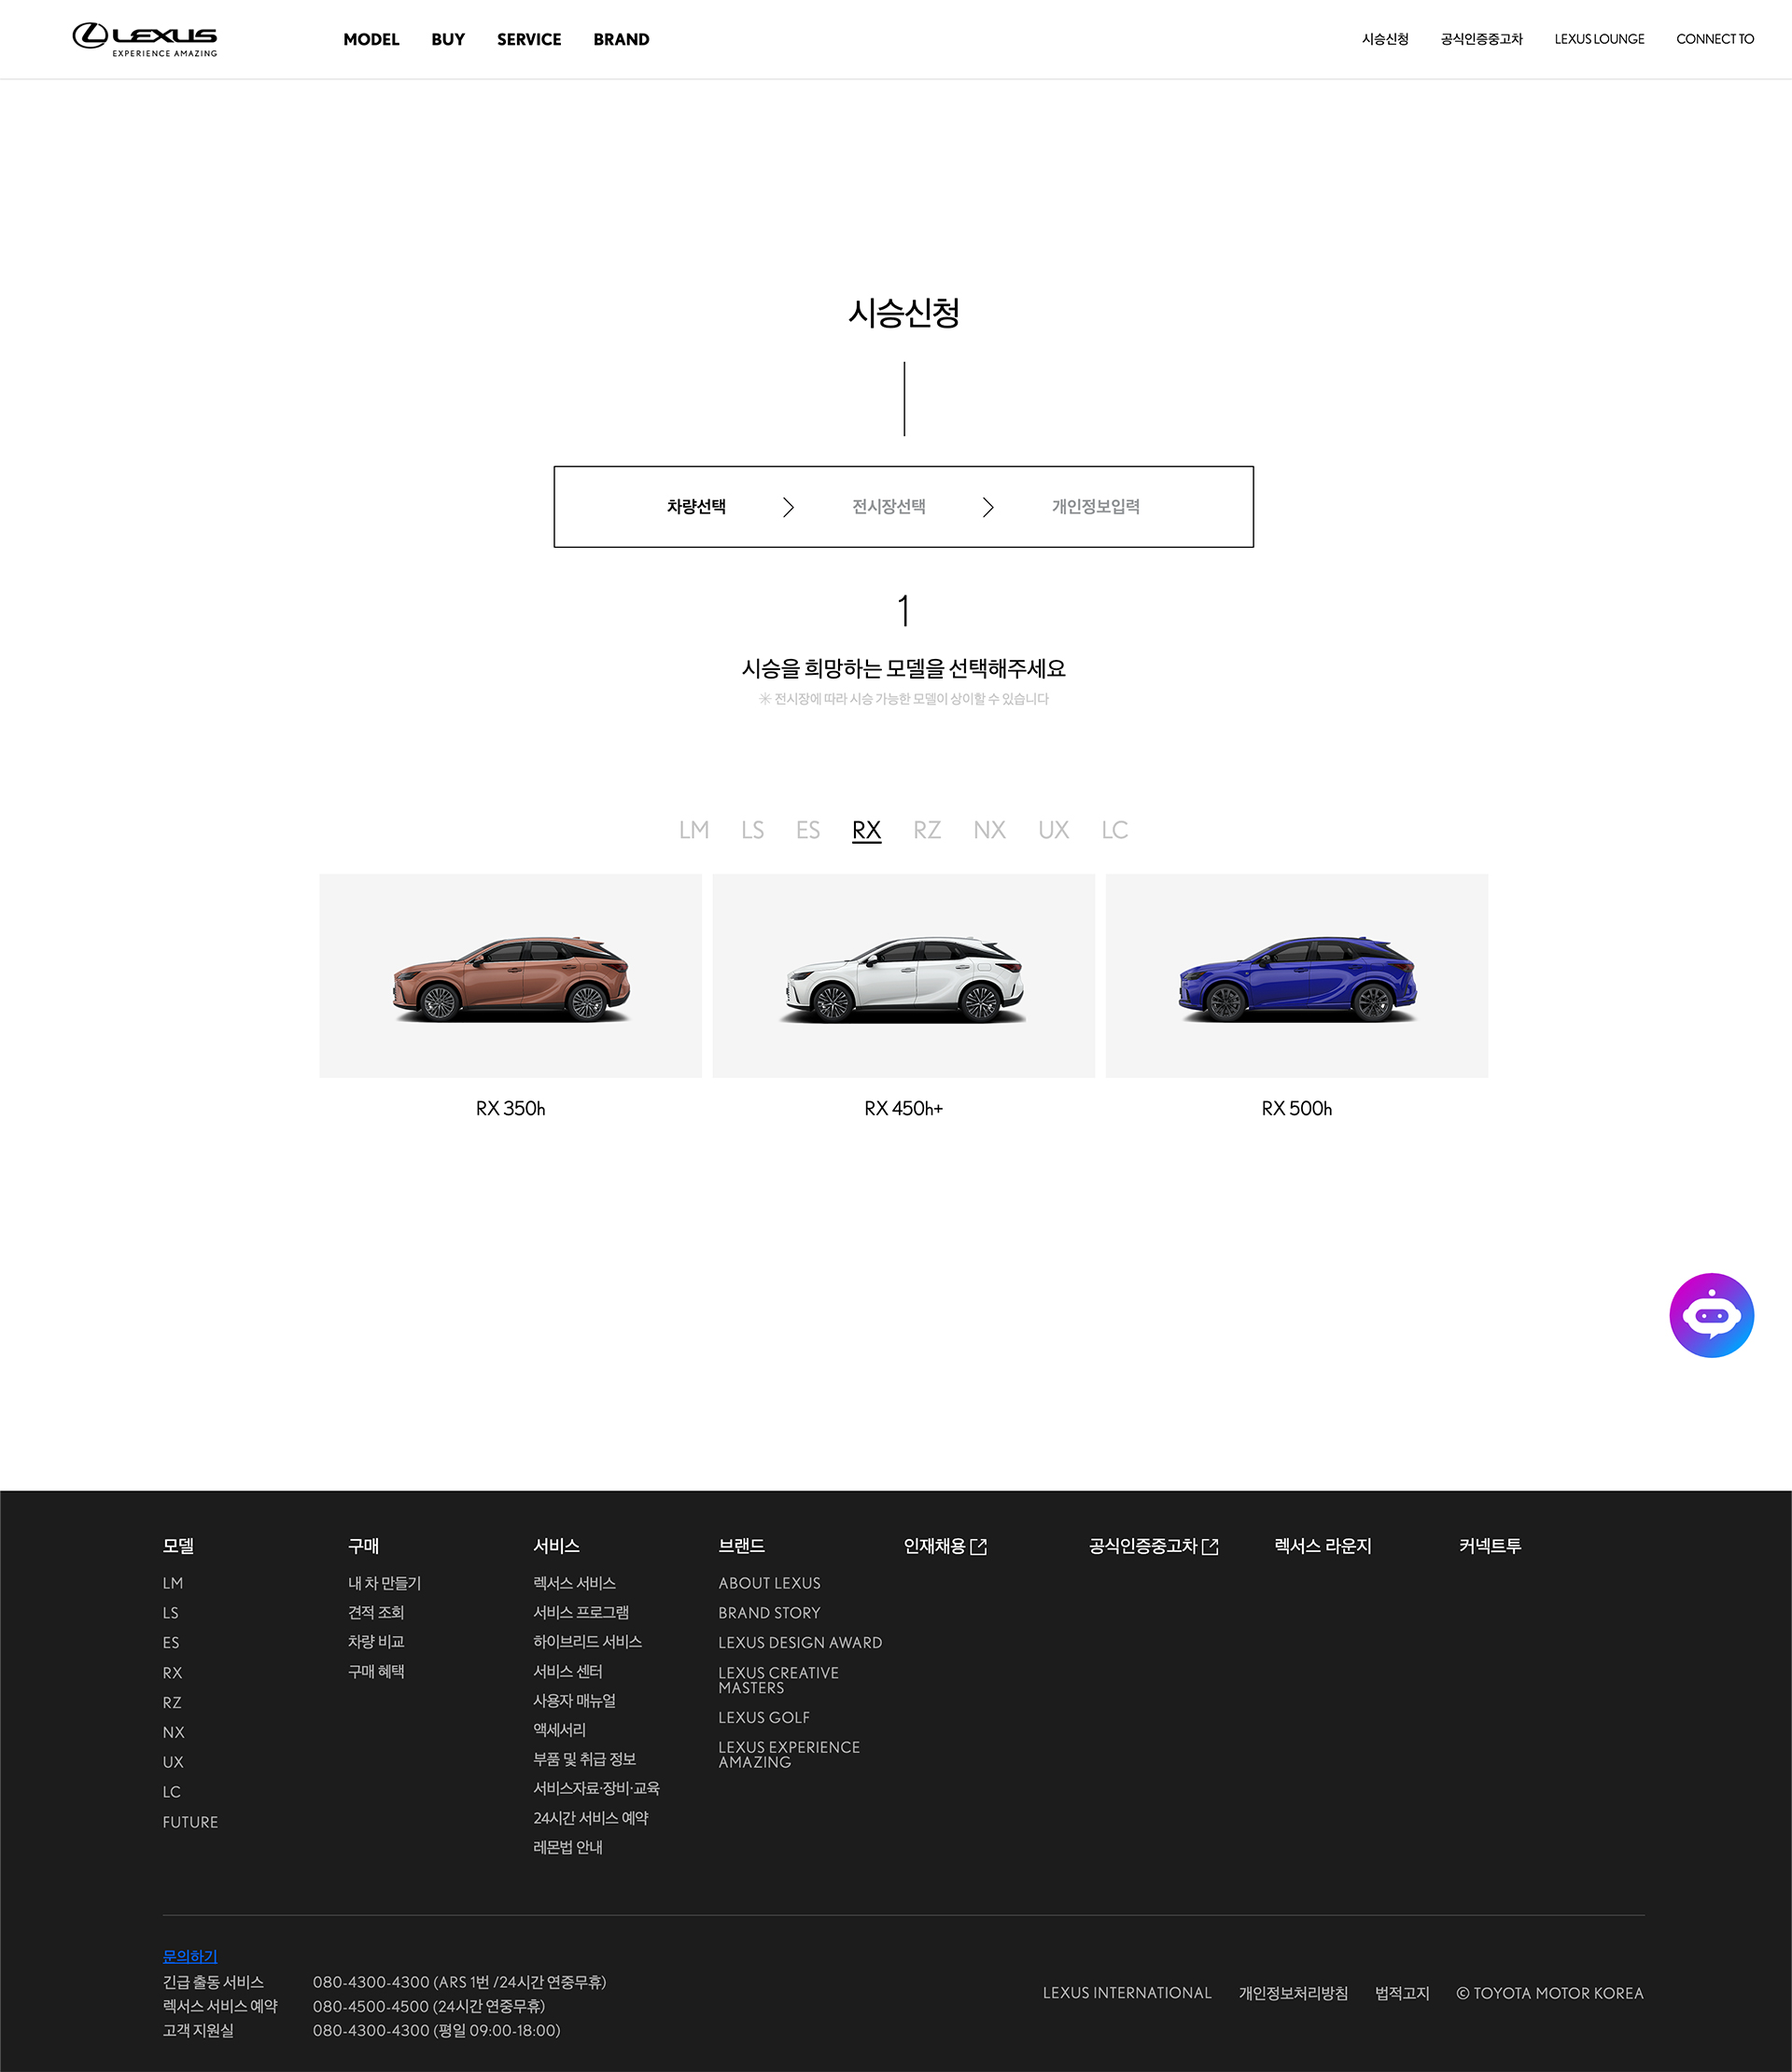 LEXUS
EXPERIENCE AMAZING
MODEL BUY SERVICE BRAND
시승신청 공식인증중고차 LEXUS LOUNGE CONNECT TO
시승신청
차량선택 전시장선택 개인정보입력
1
시승을 희망하는 모델을 선택해주세요
✳ 전시장에 따라 시승 가능한 모델이 상이할 수 있습니다
LM LS ES RX RZ NX UX LC
RX 350h RX 450h+ RX 500h
모델
LM
LS
ES
RX
RZ
NX
UX
LC
FUTURE
구매
내 차 만들기
견적 조회
차량 비교
구매 혜택
서비스
렉서스 서비스
서비스 프로그램
하이브리드 서비스
서비스 센터
사용자 매뉴얼
액세서리
부품 및 취급 정보
서비스자료·장비·교육
24시간 서비스 예약
레몬법 안내
브랜드
ABOUT LEXUS
BRAND STORY
LEXUS DESIGN AWARD
LEXUS CREATIVE
MASTERS
LEXUS GOLF
LEXUS EXPERIENCE
AMAZING
인재채용
공식인증중고차
렉서스 라운지
커넥트투
문의하기
긴급 출동 서비스 080-4300-4300 (ARS 1번 /24시간 연중무휴)
렉서스 서비스 예약 080-4500-4500 (24시간 연중무휴)
고객 지원실 080-4300-4300 (평일 09:00-18:00)
LEXUS INTERNATIONAL 개인정보처리방침 법적고지 © TOYOTA MOTOR KOREA